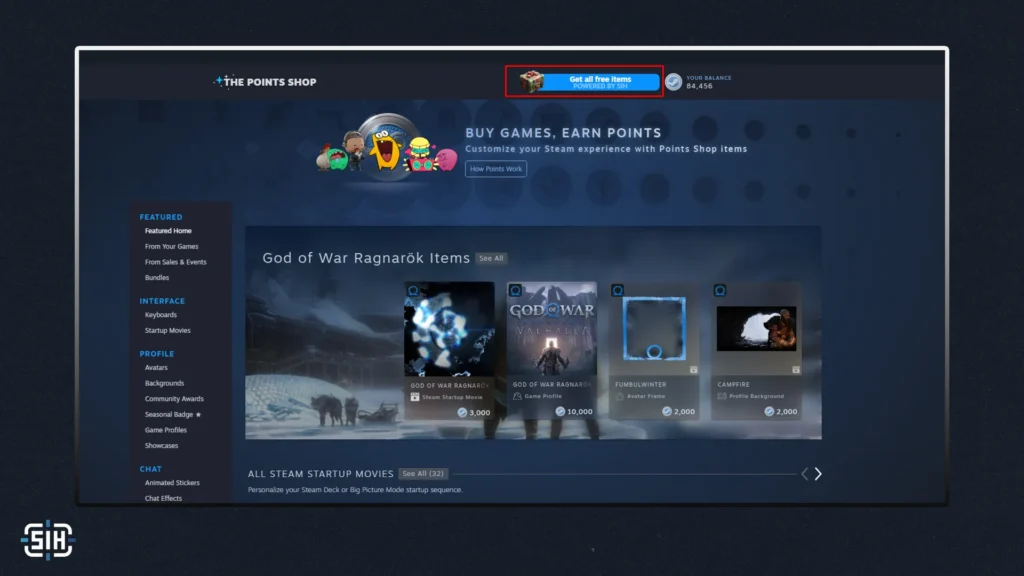 THE POINTS SHOP
Get all free items
POWERED BY SIH
YOUR BALANCE
84,456
BUY GAMES, EARN POINTS
Customize your Steam experience with Points Shop items
How Points Work
FEATURED
Featured Home
From Your Games
From Sales & Events
Bundles
INTERFACE
Keyboards
Startup Movies
PROFILE
Avatars
Backgrounds
Community Awards
Seasonal Badge ★
Game Profiles
Showcases
CHAT
Animated Stickers
Chat Effects
God of War Ragnarök Items See All
GOD OF WAR RAGNARÖK
Steam Startup Movie
3,000
GOD OF WAR
VALHALLA
GOD OF WAR RAGNARÖK
Game Profile
10,000
FUMBULWINTER
Avatar Frame
2,000
CAMPFIRE
Profile Background
2,000
ALL STEAM STARTUP MOVIES See All (32)
Personalize your Steam Deck or Big Picture Mode startup sequence.
SIH